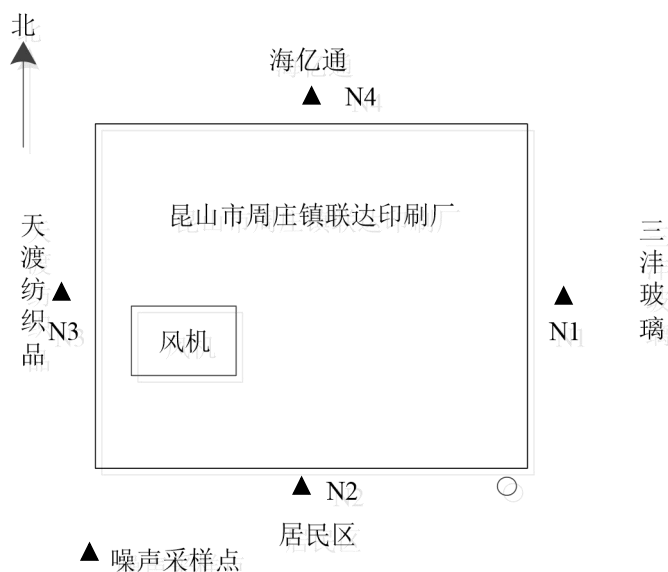 北
海亿通
N4
昆山市周庄镇联达印刷厂
天渡纺织品
三沣玻璃
N3
风机
N1
N2
居民区
噪声采样点